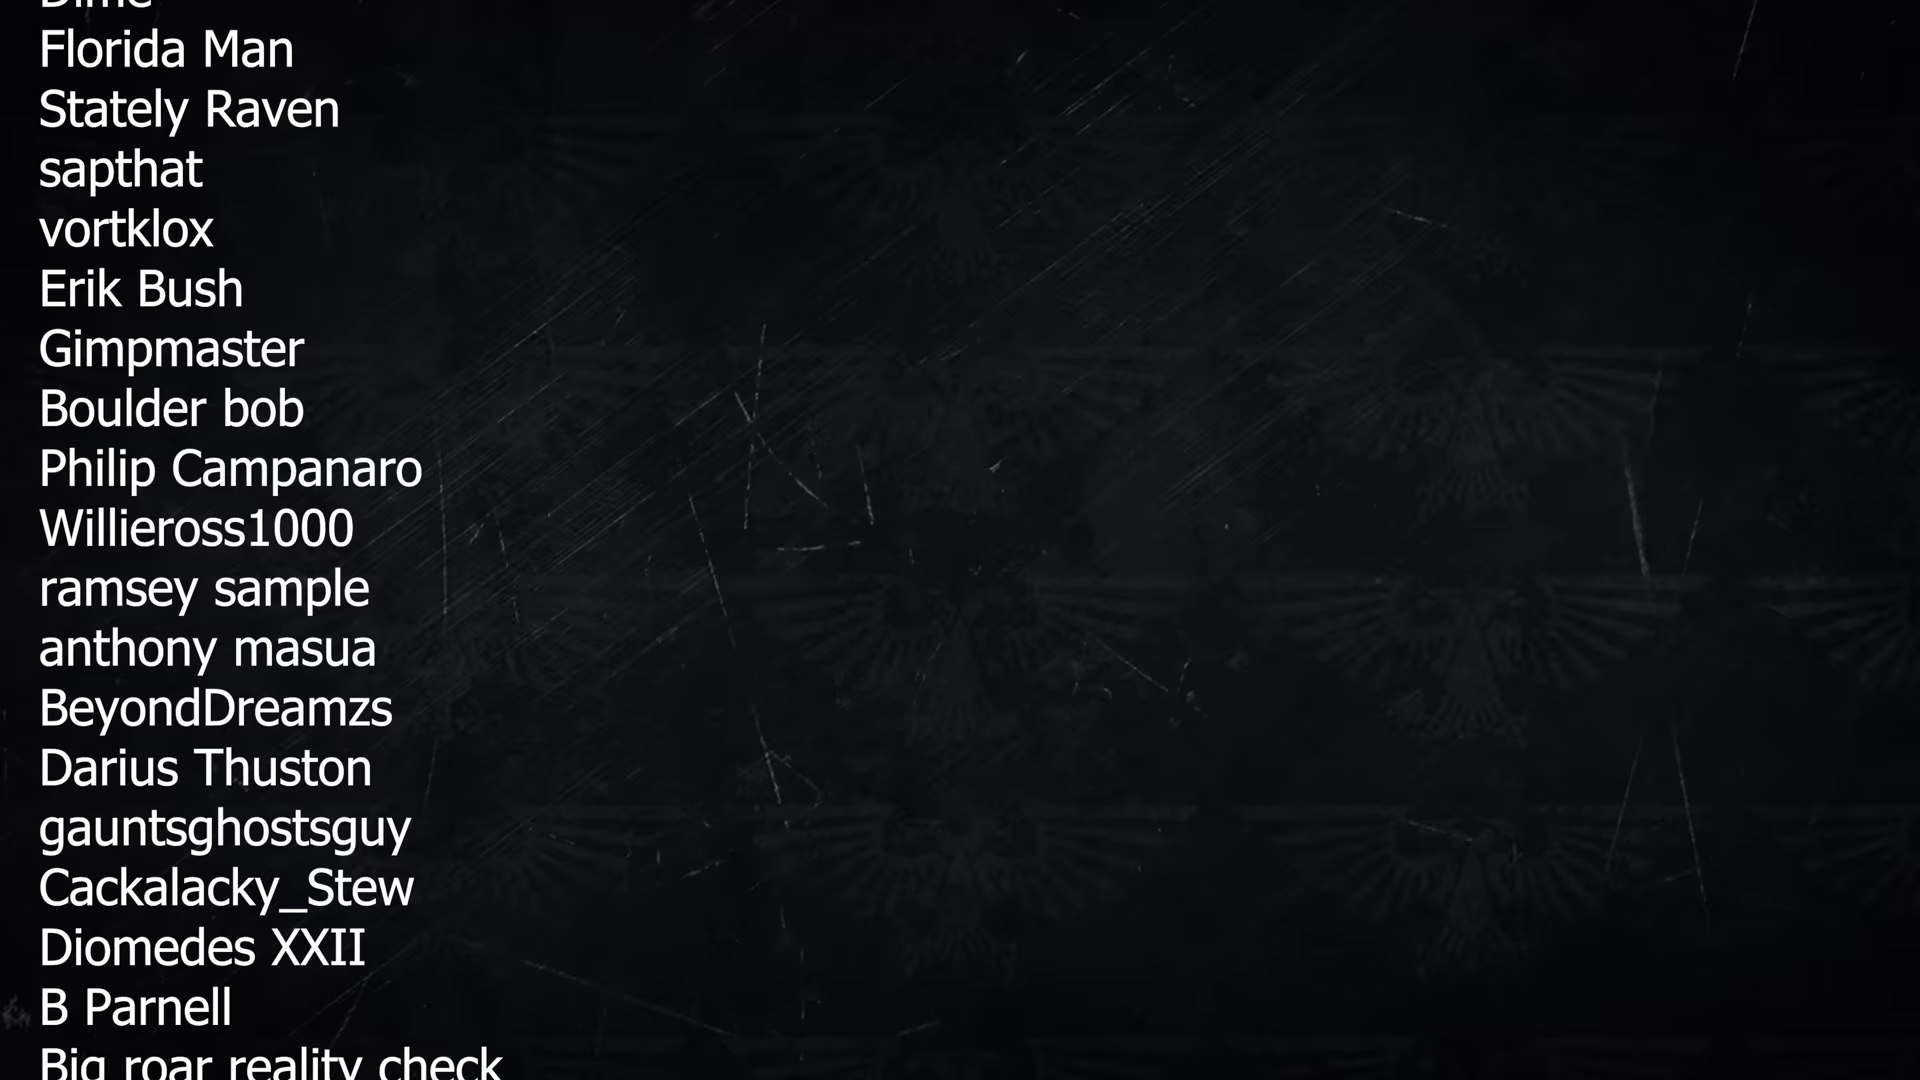 Dime
Florida Man
Stately Raven
sapthat
vortklox
Erik Bush
Gimpmaster
Boulder bob
Philip Campanaro
Willieross1000
ramsey sample
anthony masua
BeyondDreamzs
Darius Thuston
gauntsghostsguy
Cackalacky_Stew
Diomedes XXII
B Parnell
Big roar reality check